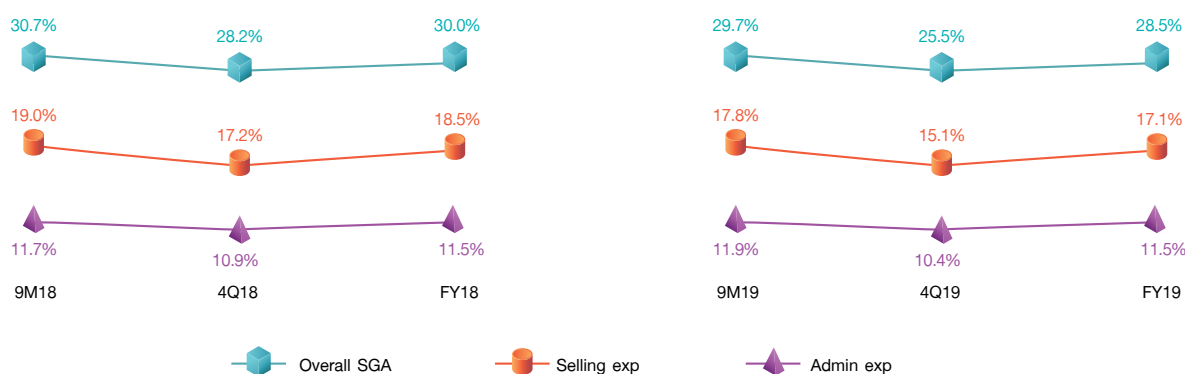 30.7% 28.2% 30.0%
19.0% 17.2% 18.5%
11.7% 10.9% 11.5%
9M18 4Q18 FY18
29.7% 25.5% 28.5%
17.8% 15.1% 17.1%
11.9% 10.4% 11.5%
9M19 4Q19 FY19
Overall SGA Selling exp Admin exp